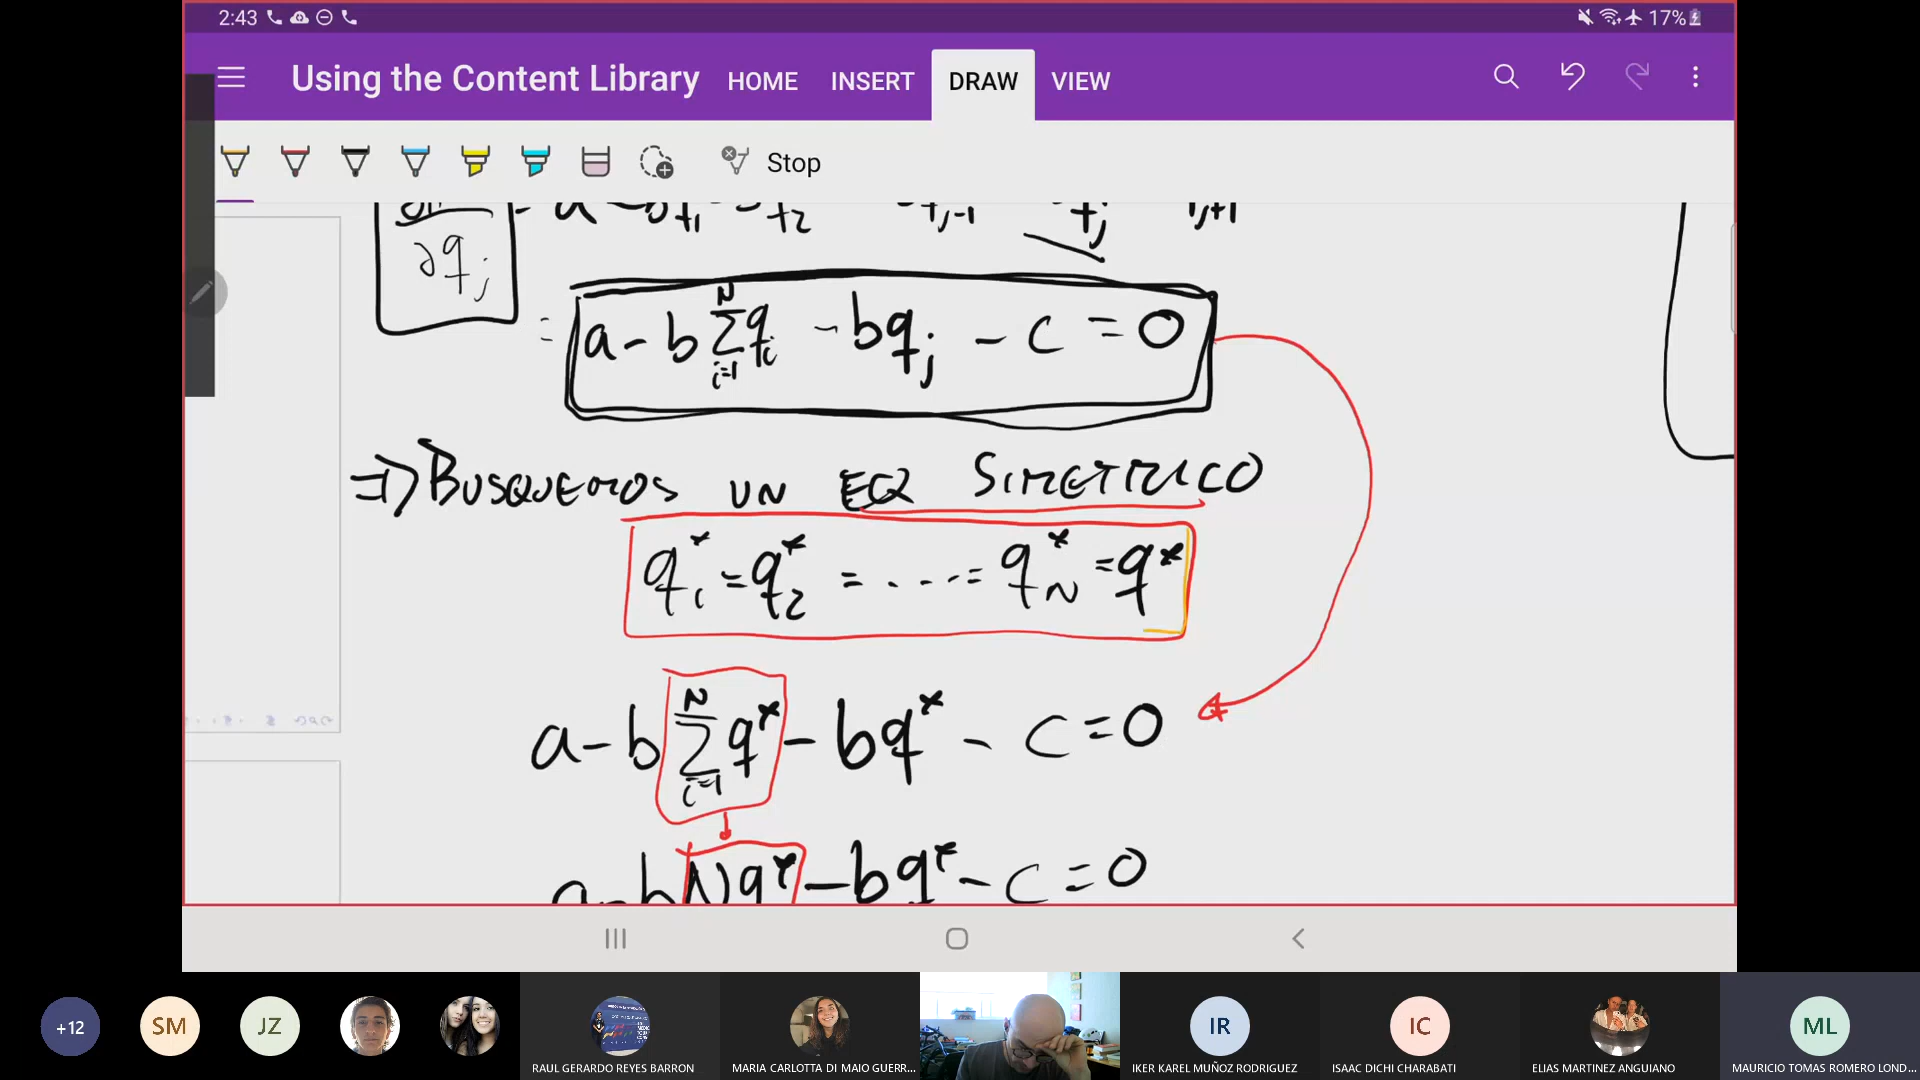 2:43
17%
Using the Content Library HOME INSERT DRAW VIEW
Stop
∂q_j
= a - b Σ_{i=1}^{N} q_i - bq_j - c = 0
⇒ BUSQUEMOS UN EQ SIMETRICO
q_1^* = q_2^* = ....= q_N^* = q^*
a - b Σ_{i=1}^{N} q^* - bq^* - c = 0
a - b N q^* - bq^* - c = 0
+12 SM JZ IR IC ML
RAUL GERARDO REYES BARRON MARIA CARLOTTA DI MAIO GUERR... IKER KAREL MUÑOZ RODRIGUEZ ISAAC DICHI CHARABATI ELIAS MARTINEZ ANGUIANO MAURICIO TOMAS ROMERO LOND...